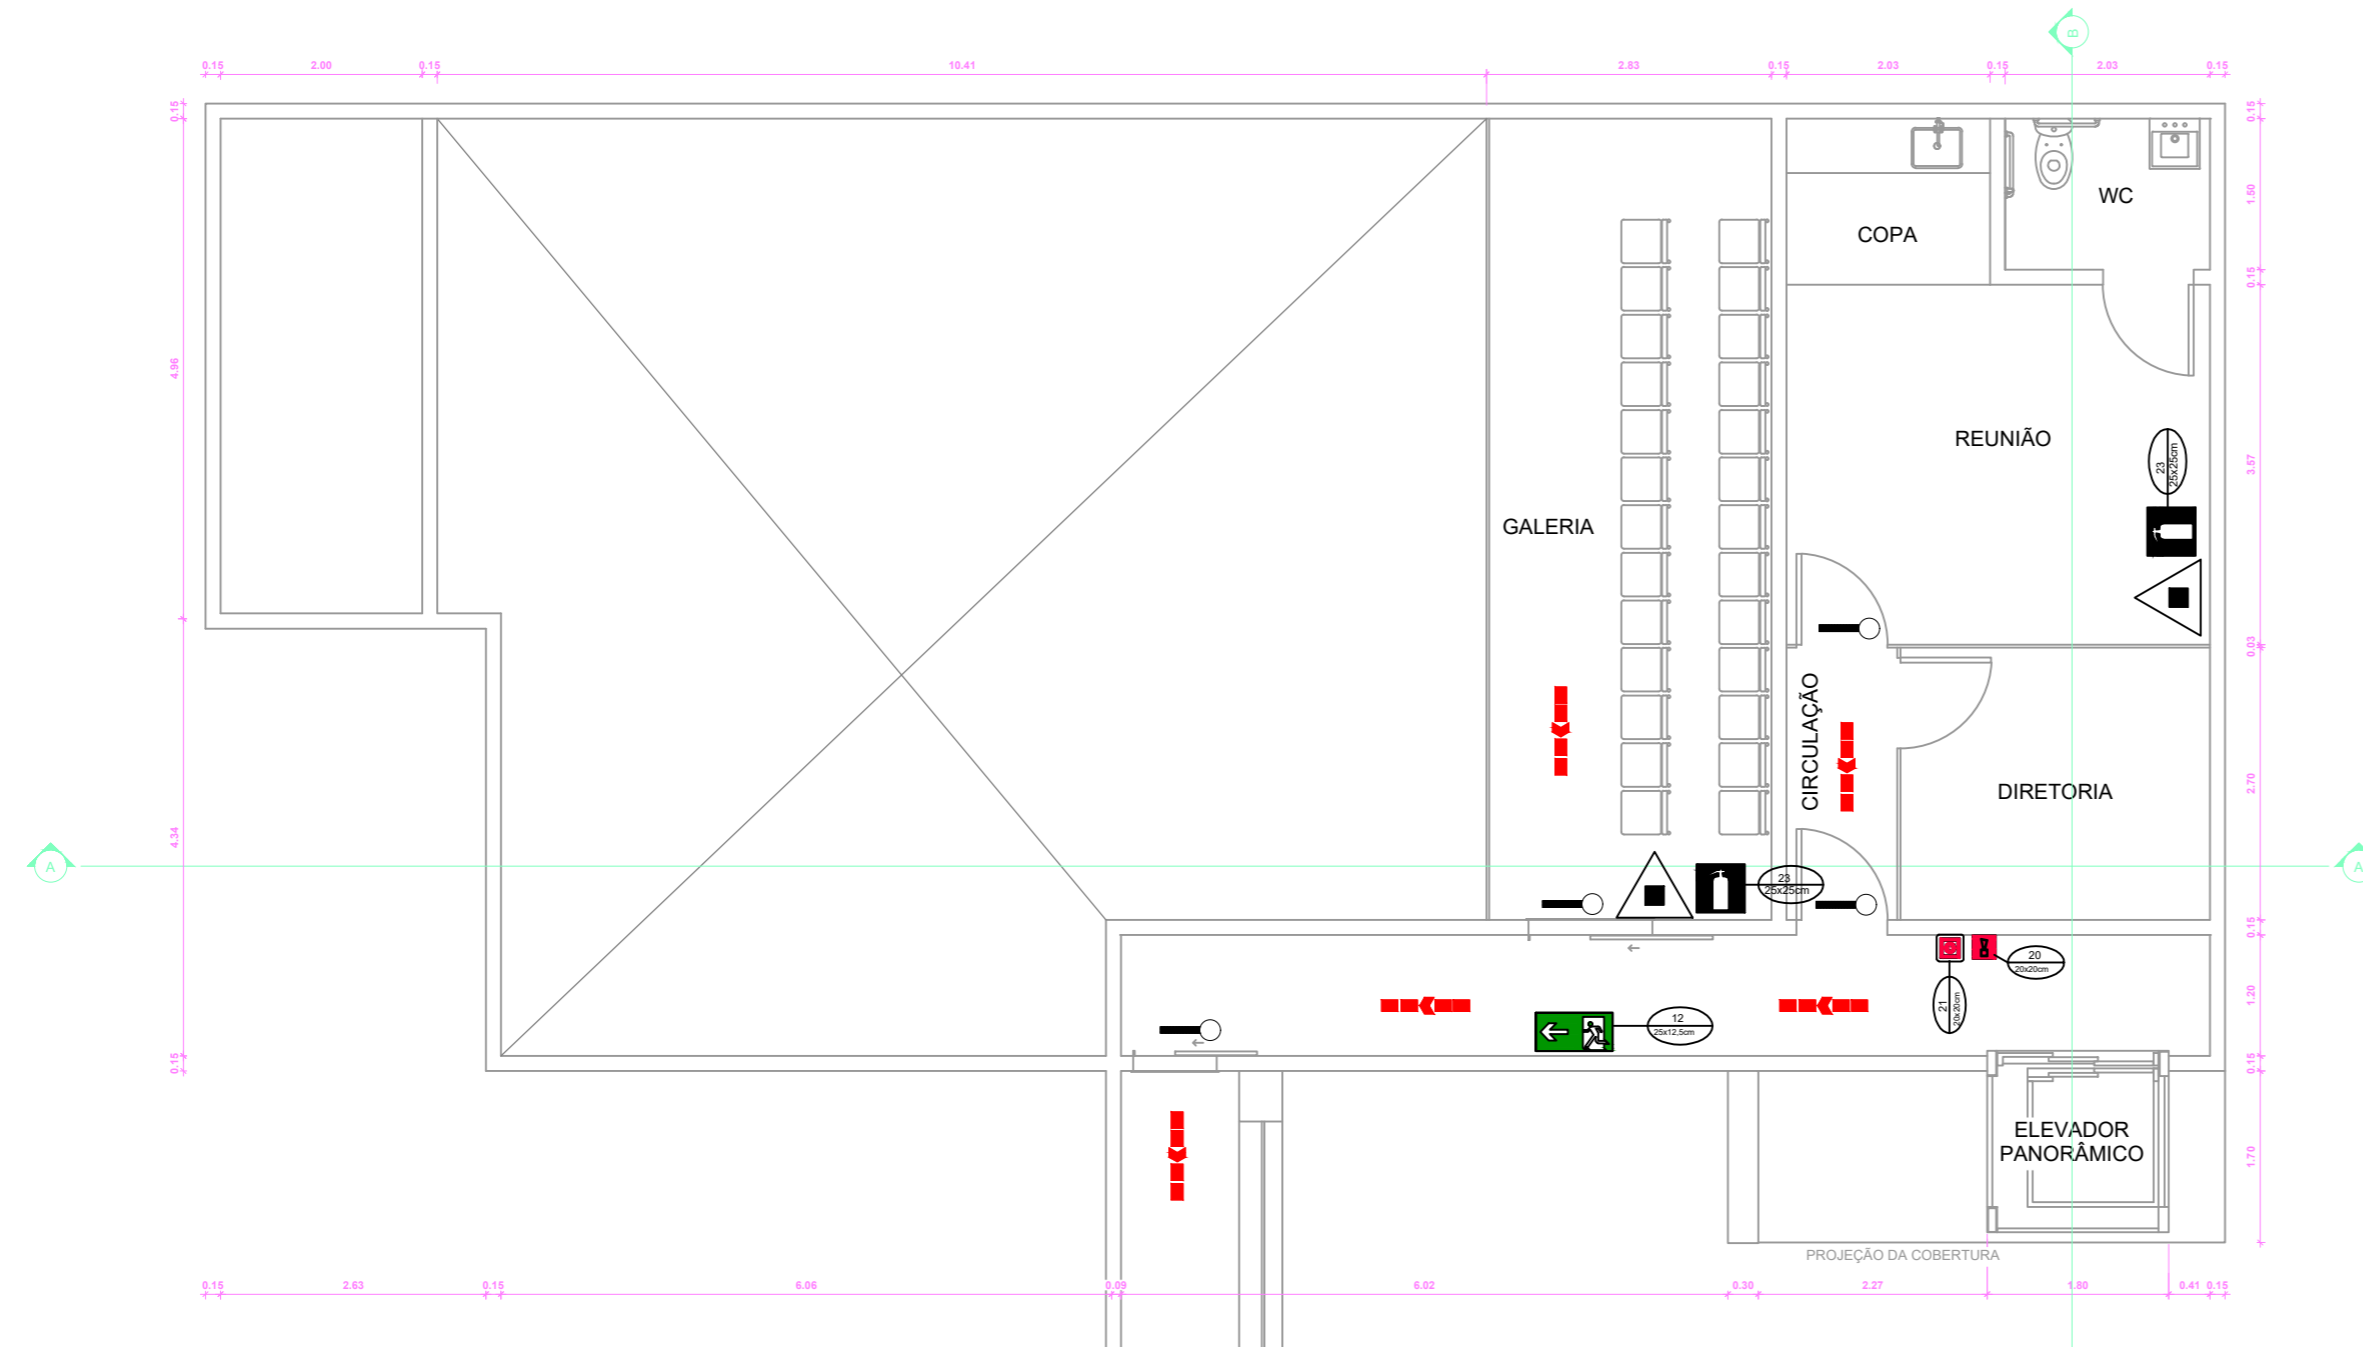 B
0.15 2.00 0.15 10.41 2.83 0.15 2.03 0.15 2.03 0.15
0.15
4.96
4.34
0.15
0.15
1.50
0.15
3.57
0.03
2.70
0.15
1.20
0.15
1.70
WC
COPA
REUNIÃO
23
25x25cm
GALERIA
CIRCULAÇÃO
DIRETORIA
A
A
23
25x25cm
20
20x20cm
21
20x20cm
12
25x12,5cm
ELEVADOR
PANORÂMICO
PROJEÇÃO DA COBERTURA
0.15 2.63 0.15 6.06 0.09 6.02 0.30 2.27 1.80 0.41 0.15